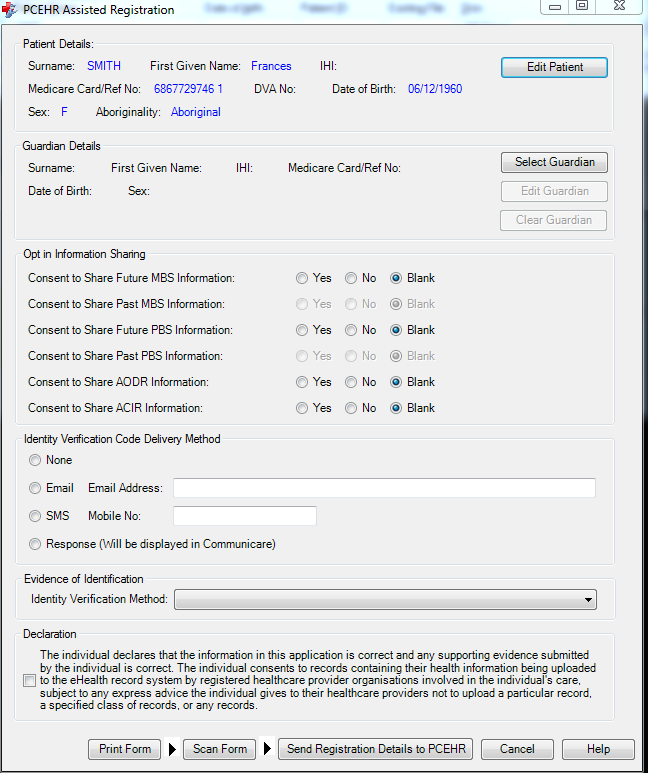 PCEHR Assisted Registration
Patient Details:
Surname: SMITH First Given Name: Frances IHI:
Edit Patient
Medicare Card/Ref No: 6867729746 1 DVA No: Date of Birth: 06/12/1960
Sex: F Aboriginality: Aboriginal
Guardian Details
Surname: First Given Name: IHI: Medicare Card/Ref No:
Select Guardian
Date of Birth: Sex:
Edit Guardian
Clear Guardian
Opt in Information Sharing
Consent to Share Future MBS Information: Yes No Blank
Consent to Share Past MBS Information: Yes No Blank
Consent to Share Future PBS Information: Yes No Blank
Consent to Share Past PBS Information: Yes No Blank
Consent to Share AODR Information: Yes No Blank
Consent to Share ACIR Information: Yes No Blank
Identity Verification Code Delivery Method
None
Email Email Address:
SMS Mobile No:
Response (Will be displayed in Communicare)
Evidence of Identification
Identity Verification Method:
Declaration
The individual declares that the information in this application is correct and any supporting evidence submitted
by the individual is correct. The individual consents to records containing their health information being uploaded
to the eHealth record system by registered healthcare provider organisations involved in the individual's care,
subject to any express advice the individual gives to their healthcare providers not to upload a particular record,
a specified class of records, or any records.
Print Form Scan Form Send Registration Details to PCEHR Cancel Help